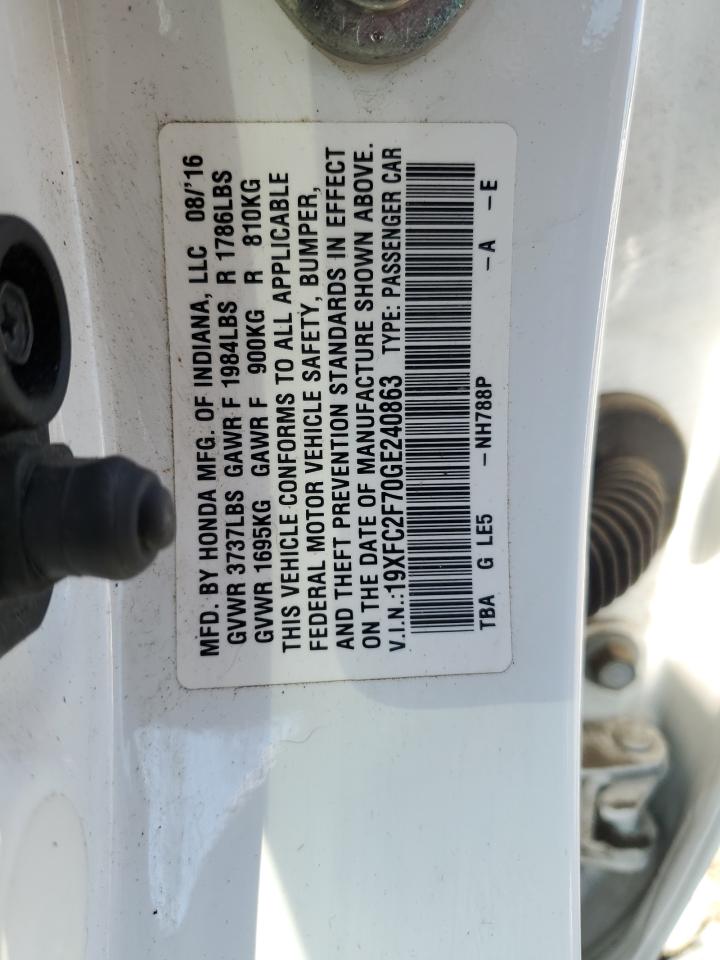 MFD. BY HONDA MFG. OF INDIANA, LLC 08/'16
GVWR 3737LBS GAWR F 1984LBS R 1786LBS
GVWR 1695KG GAWR F 900KG R 810KG
THIS VEHICLE CONFORMS TO ALL APPLICABLE
FEDERAL MOTOR VEHICLE SAFETY, BUMPER,
AND THEFT PREVENTION STANDARDS IN EFFECT
ON THE DATE OF MANUFACTURE SHOWN ABOVE.
V.I.N.:19XFC2F70GE240863 TYPE: PASSENGER CAR
TBA G LE5 -NH788P -A -E